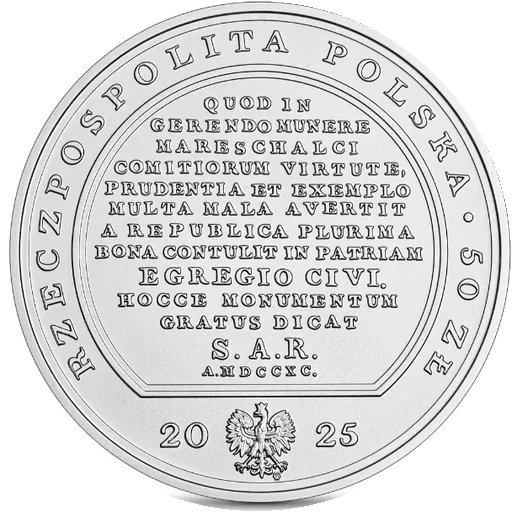 RZECZPOSPOLITA POLSKA · 50 ZŁ
QUOD IN
GERENDO MUNERE
MARESCHALCI
COMITIORUM VIRTUTE,
PRUDENTIA ET EXEMPLO
MULTA MALA AVERTIT
A REPUBLICA PLURIMA
BONA CONTULIT IN PATRIAM
EGREGIO CIVI.
HOCCE MONUMENTUM
GRATUS DICAT
S. A. R.
A. MDCCXC.
20 25